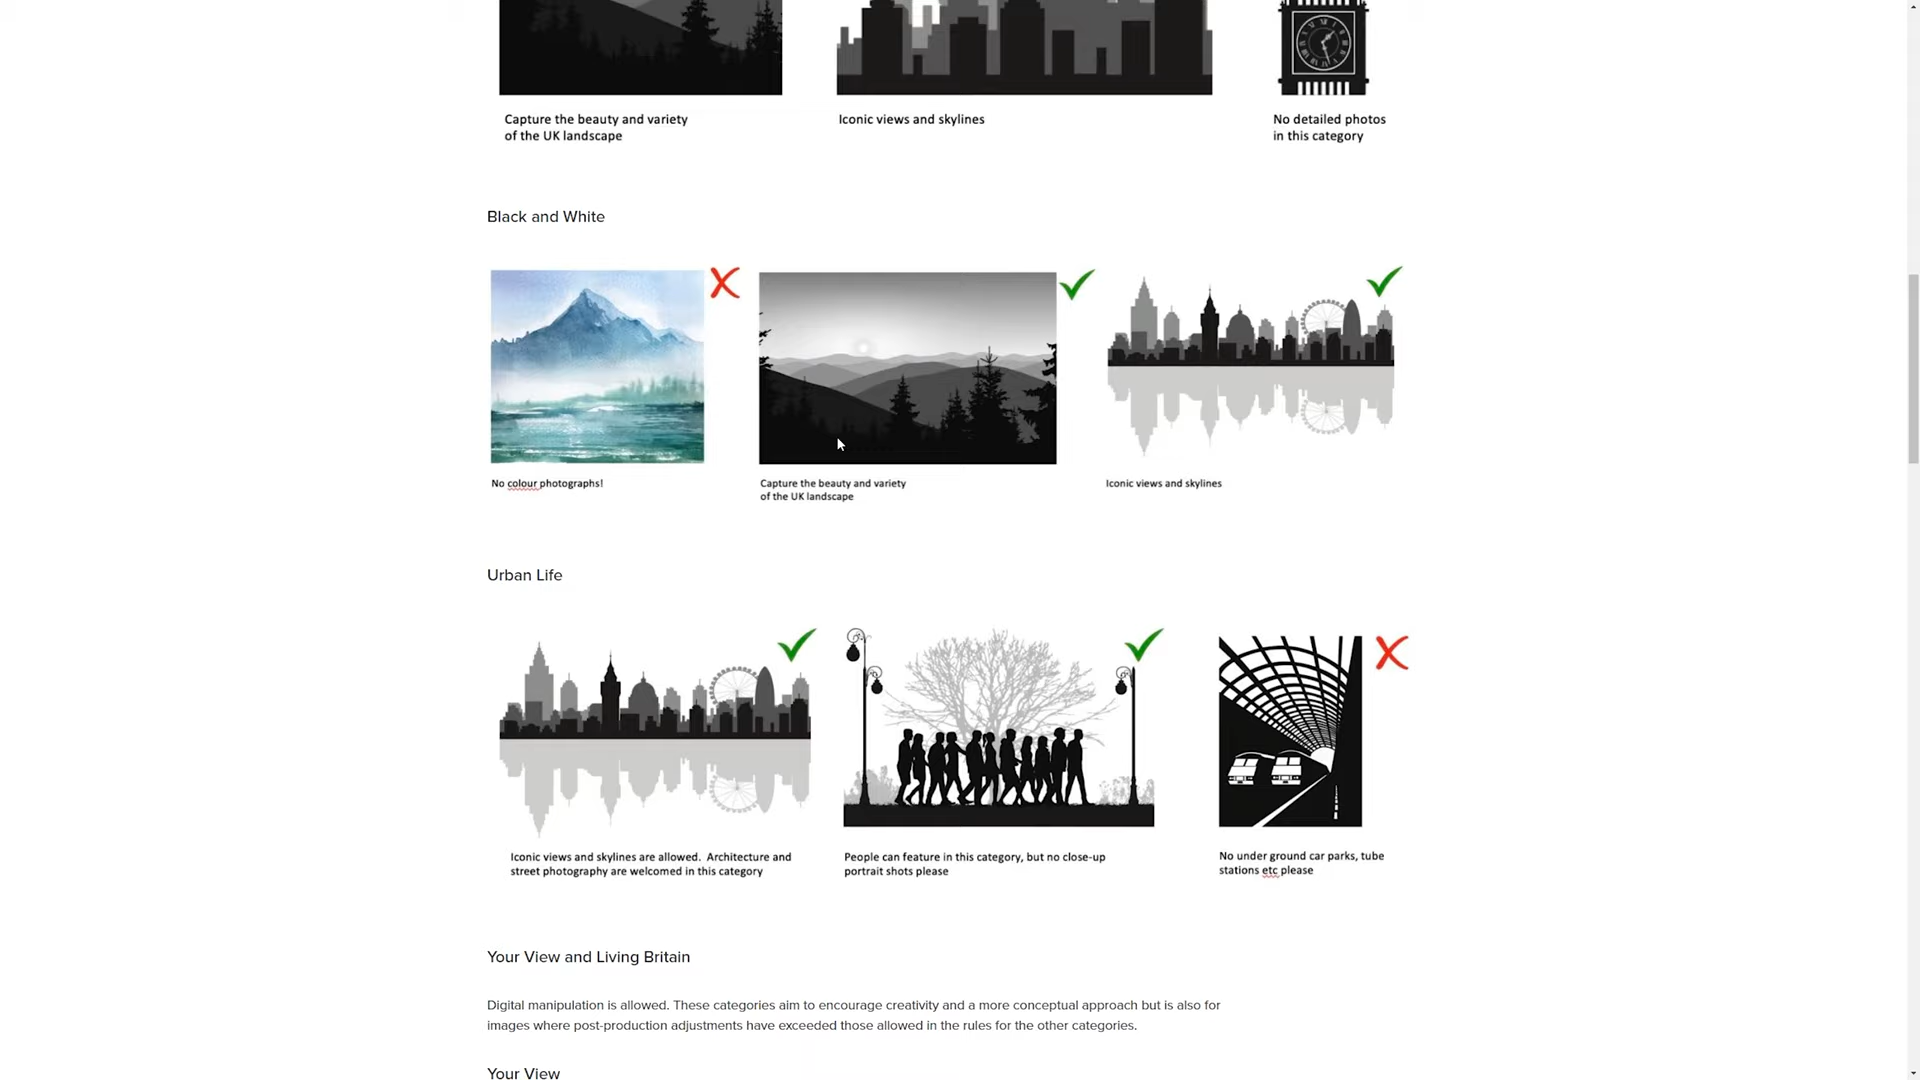 Capture the beauty and variety
of the UK landscape
Iconic views and skylines
No detailed photos
in this category
Black and White
No colour photographs!
Capture the beauty and variety
of the UK landscape
Iconic views and skylines
Urban Life
Iconic views and skylines are allowed. Architecture and
street photography are welcomed in this category
People can feature in this category, but no close-up
portrait shots please
No under ground car parks, tube
stations etc please
Your View and Living Britain
Digital manipulation is allowed. These categories aim to encourage creativity and a more conceptual approach but is also for
images where post-production adjustments have exceeded those allowed in the rules for the other categories.
Your View